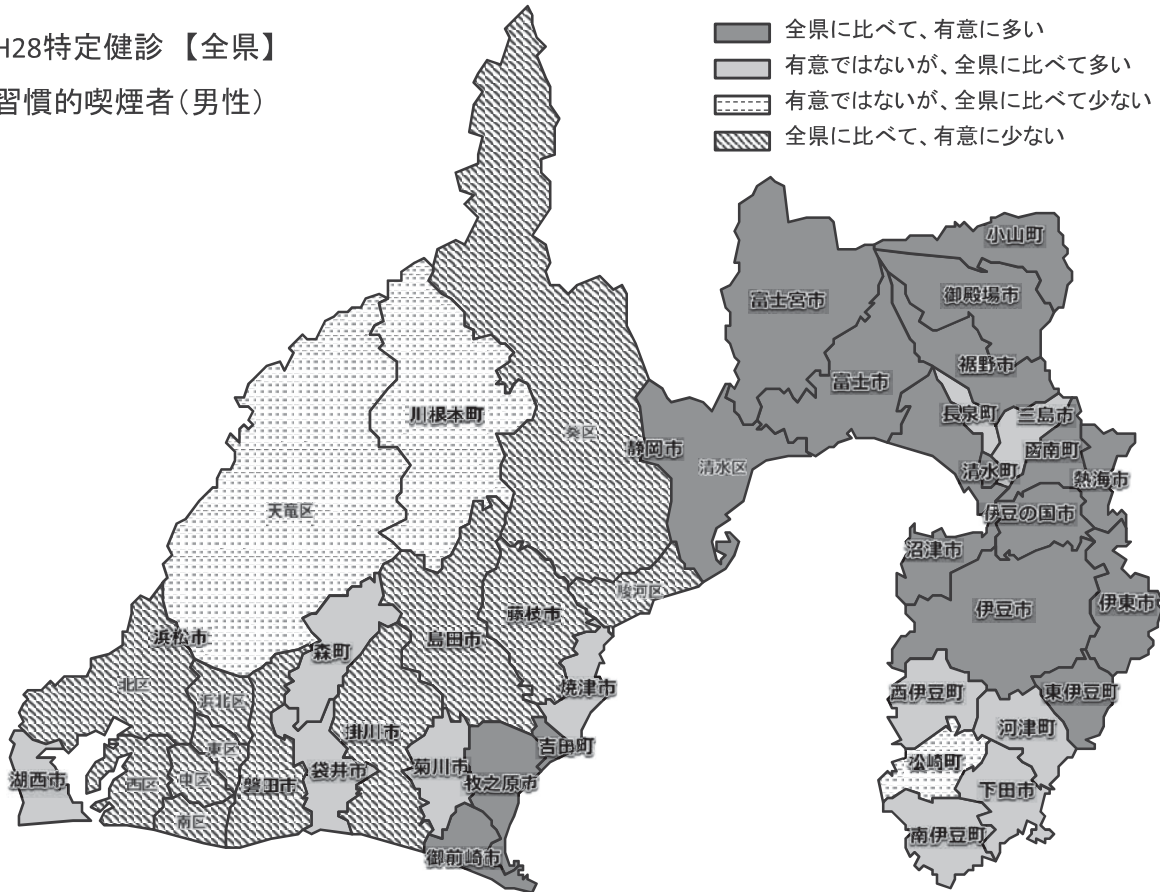 H28特定健診 【全県】
習慣的喫煙者(男性)
全県に比べて、有意に多い
有意ではないが、全県に比べて多い
有意ではないが、全県に比べて少ない
全県に比べて、有意に少ない
小山町
御殿場市
富士宮市
裾野市
富士市
長泉町
三島市
川根本町
葵区
静岡市
函南町
清水区
清水町
熱海市
天竜区
伊豆の国市
沼津市
駿河区
伊豆市
伊東市
藤枝市
浜松市
島田市
森町
北区
焼津市
西伊豆町
東伊豆町
浜北区
掛川市
河津町
東区
吉田町
松崎町
湖西市
西区
中区
磐田市
袋井市
菊川市
牧之原市
下田市
南区
南伊豆町
御前崎市